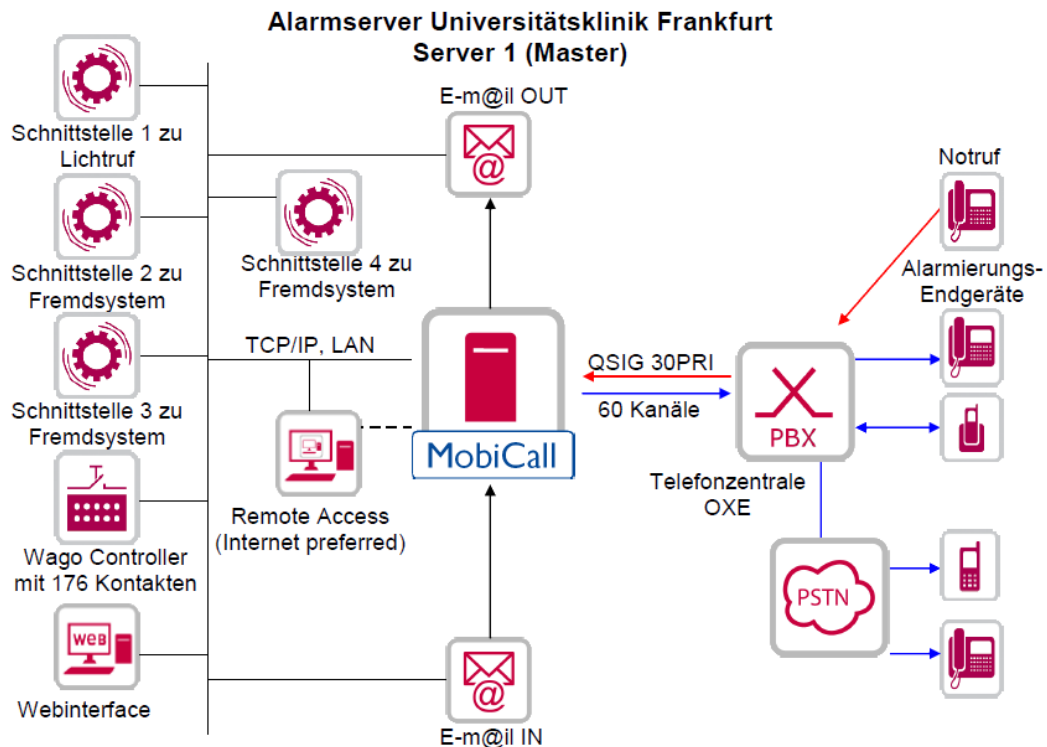 Alarmserver Universitätsklinik Frankfurt
Server 1 (Master)
E-m@il OUT
@
Schnittstelle 1 zu
Lichtruf
Schnittstelle 2 zu
Fremdsystem
Schnittstelle 4 zu
Fremdsystem
Schnittstelle 3 zu
Fremdsystem
TCP/IP, LAN
MobiCall
Remote Access
(Internet preferred)
Wago Controller
mit 176 Kontakten
WEB
Webinterface
@
E-m@il IN
QSIG 30PRI
60 Kanäle
PBX
Telefonzentrale
OXE
PSTN
Notruf
Alarmierungs-
Endgeräte